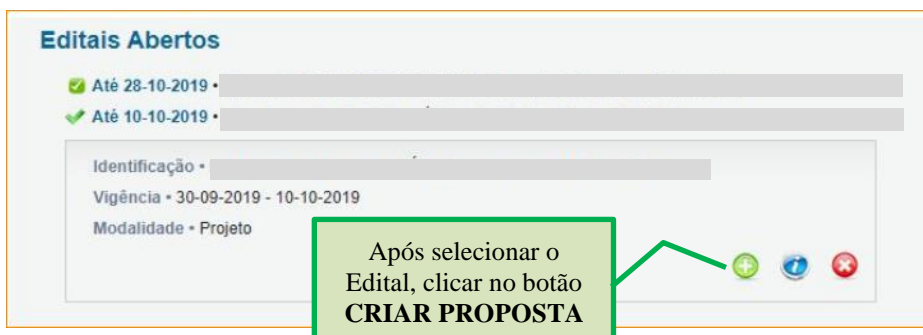 Editais Abertos
Até 28-10-2019 •
Até 10-10-2019 •
Identificação •
Vigência • 30-09-2019 - 10-10-2019
Modalidade • Projeto
Após selecionar o
Edital, clicar no botão
CRIAR PROPOSTA